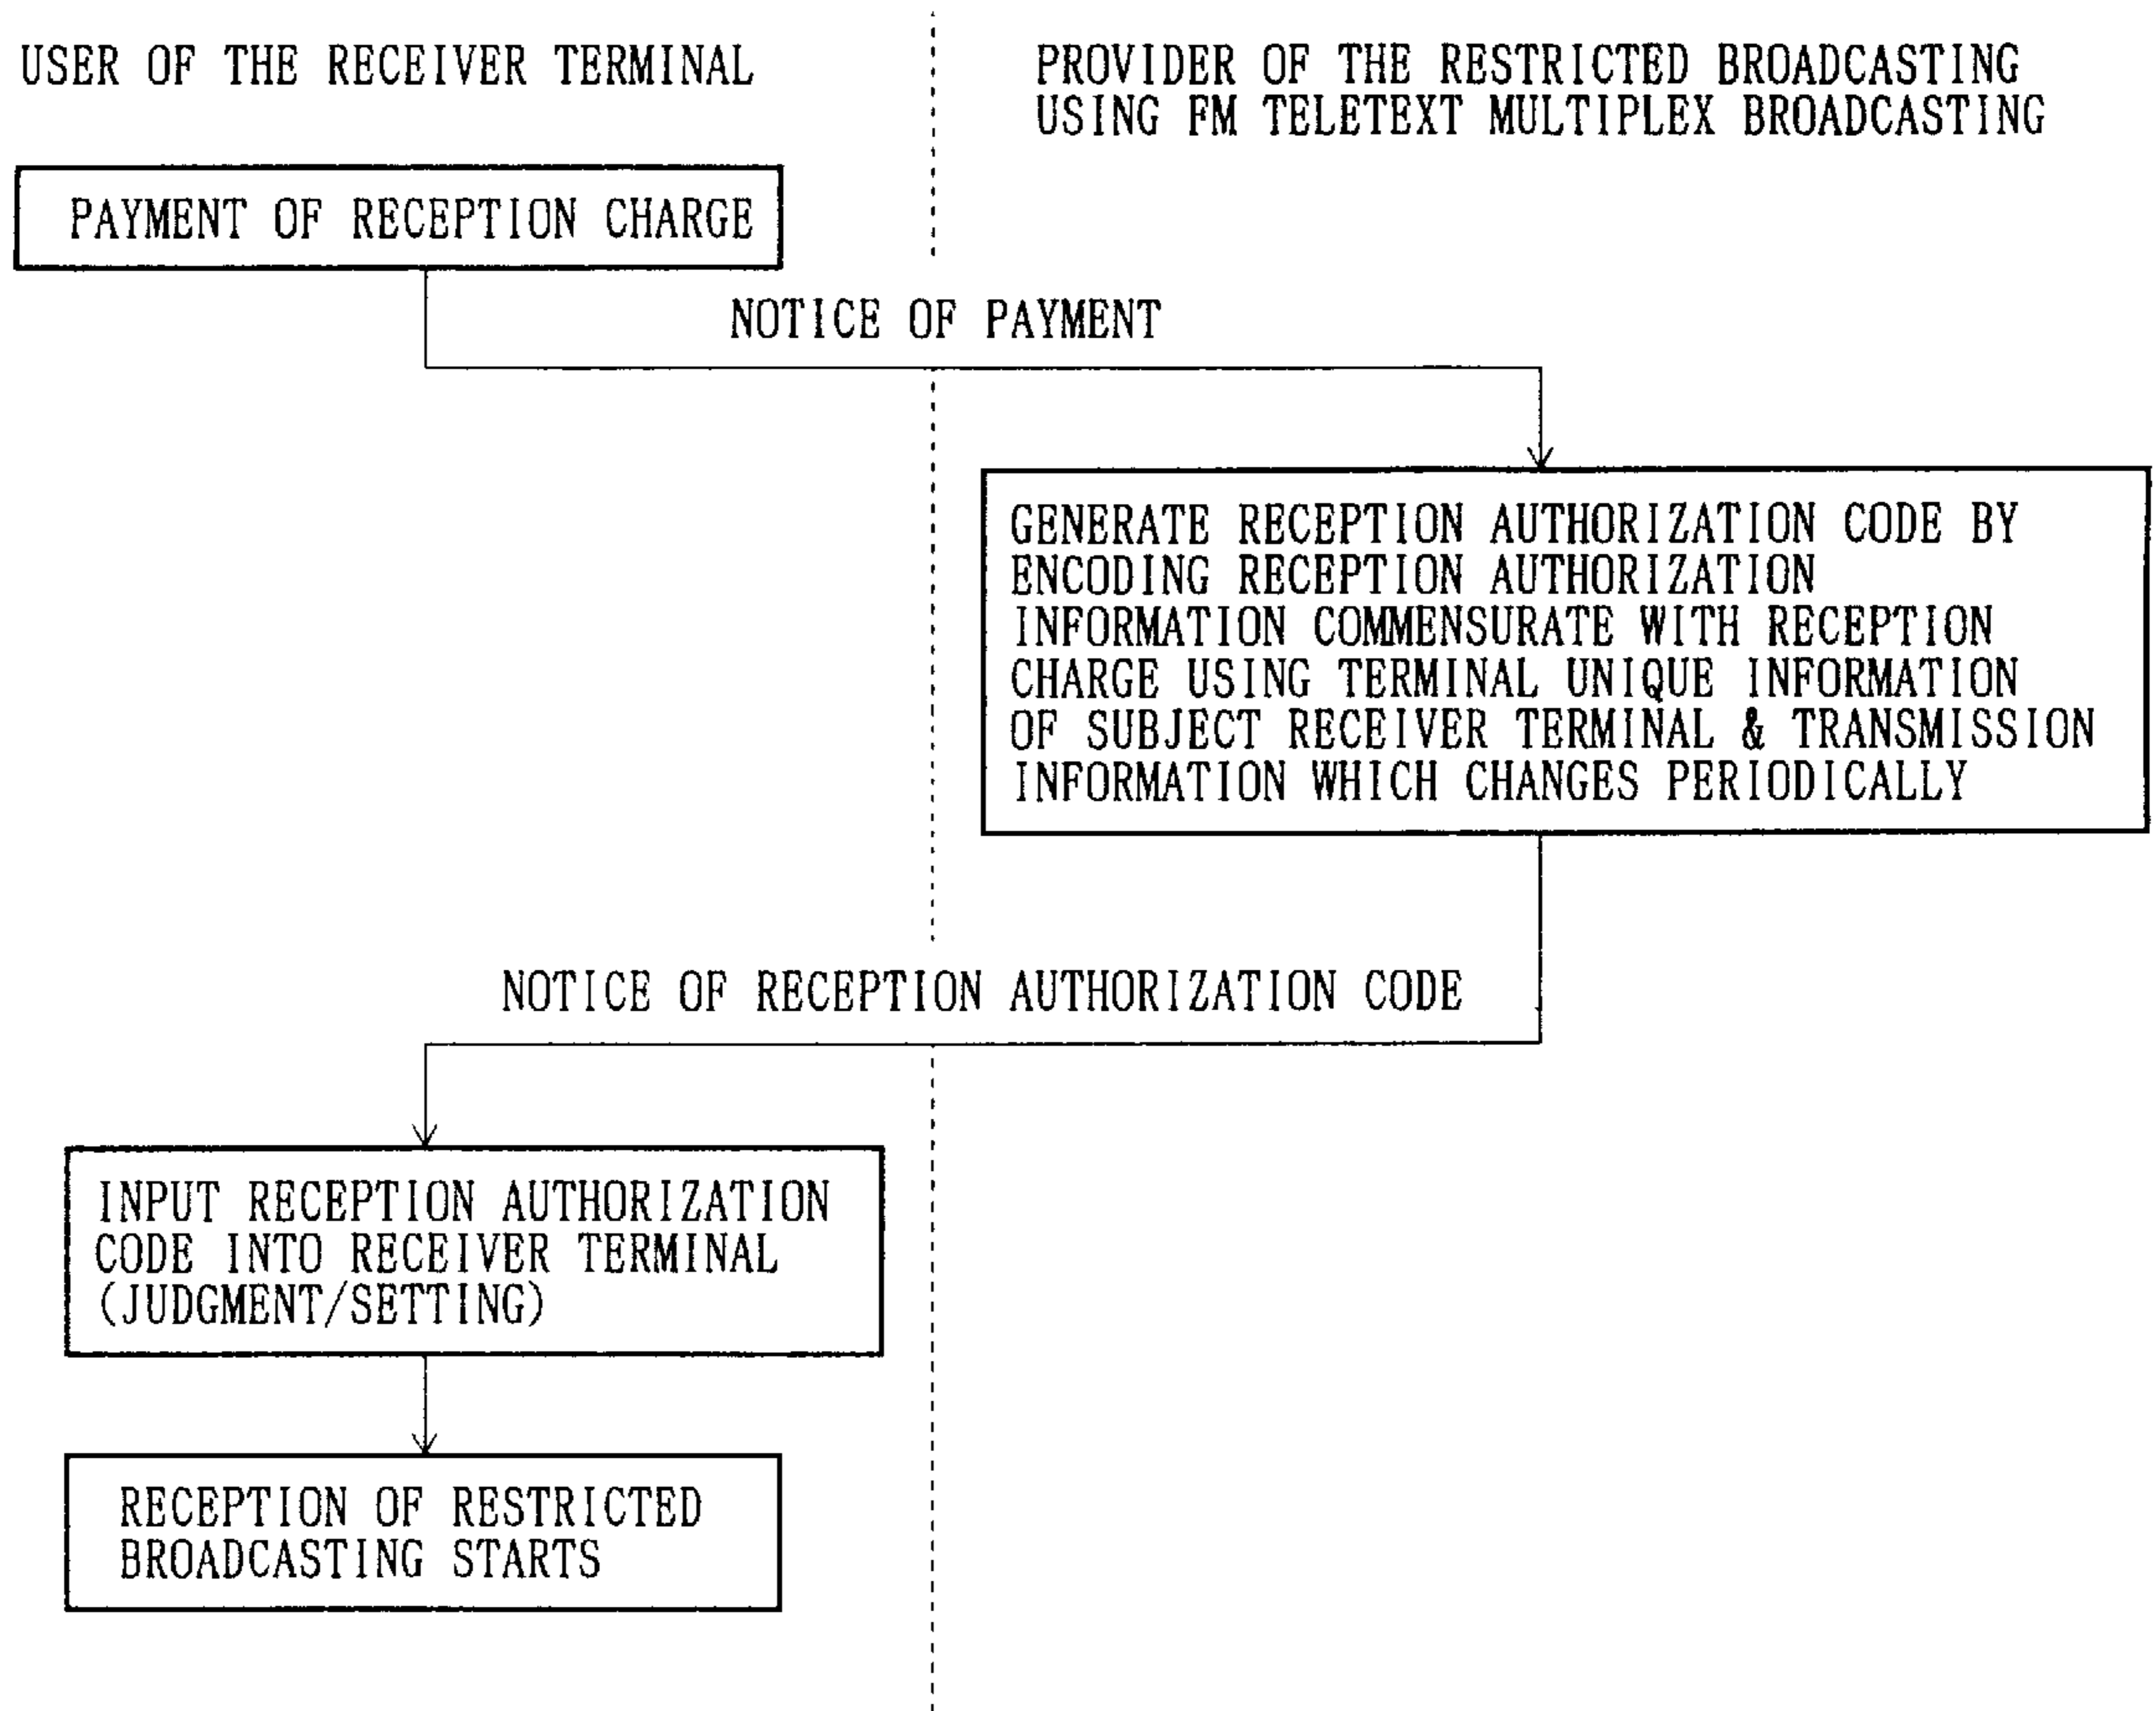 USER OF THE RECEIVER TERMINAL
PROVIDER OF THE RESTRICTED BROADCASTING
USING FM TELETEXT MULTIPLEX BROADCASTING
PAYMENT OF RECEPTION CHARGE
NOTICE OF PAYMENT
GENERATE RECEPTION AUTHORIZATION CODE BY
ENCODING RECEPTION AUTHORIZATION
INFORMATION COMMENSURATE WITH RECEPTION
CHARGE USING TERMINAL UNIQUE INFORMATION
OF SUBJECT RECEIVER TERMINAL & TRANSMISSION
INFORMATION WHICH CHANGES PERIODICALLY
NOTICE OF RECEPTION AUTHORIZATION CODE
INPUT RECEPTION AUTHORIZATION
CODE INTO RECEIVER TERMINAL
(JUDGMENT/SETTING)
RECEPTION OF RESTRICTED
BROADCASTING STARTS